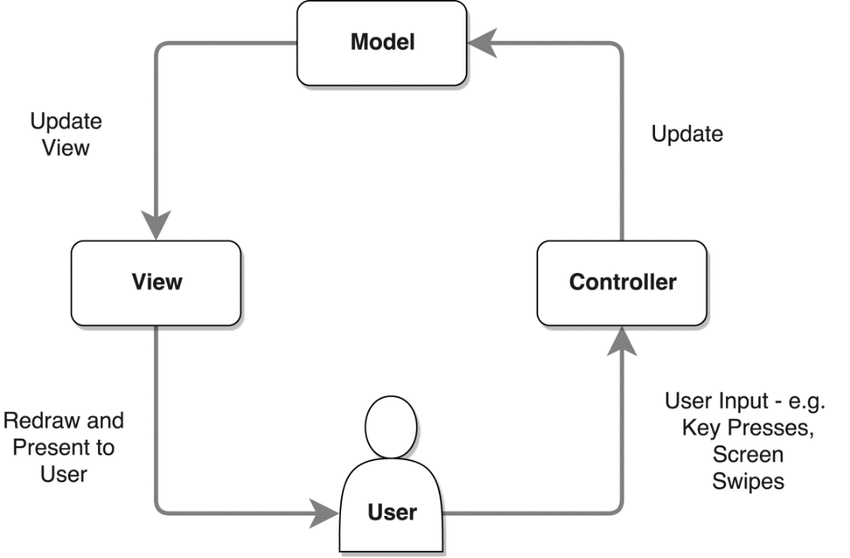 Model
Update
View
Update
View
Controller
Redraw and
Present to
User
User Input - e.g.
Key Presses,
Screen
Swipes
User